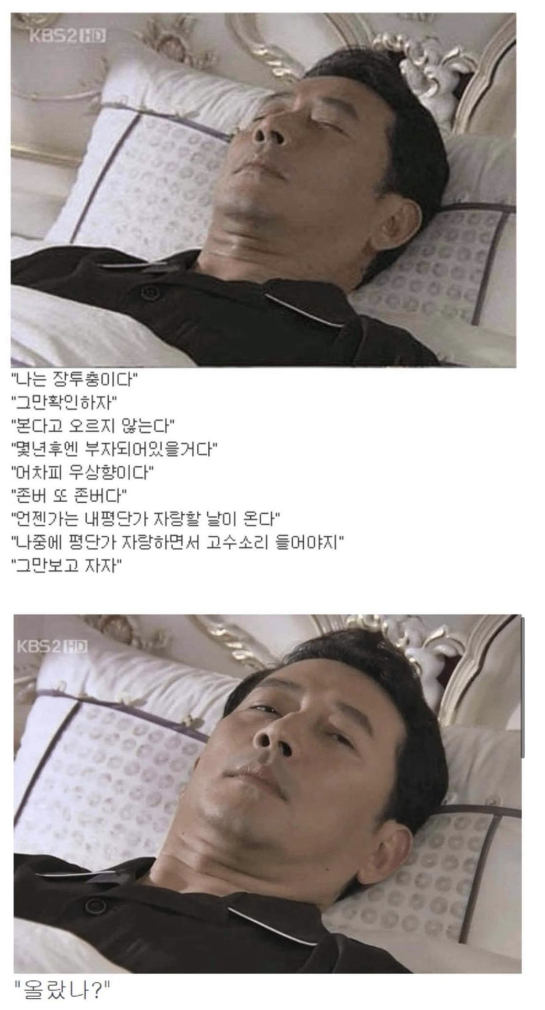 KBS2 HD
"나는 장투충이다"
"그만확인하자"
"본다고 오르지 않는다"
"몇년후엔 부자되어있을거다"
"어차피 우상향이다"
"존버 또 존버다"
"언젠가는 내평단가 자랑할 날이 온다"
"나중에 평단가 자랑하면서 고수소리 들어야지"
"그만보고 자자"
KBS2 HD
"올랐나?"